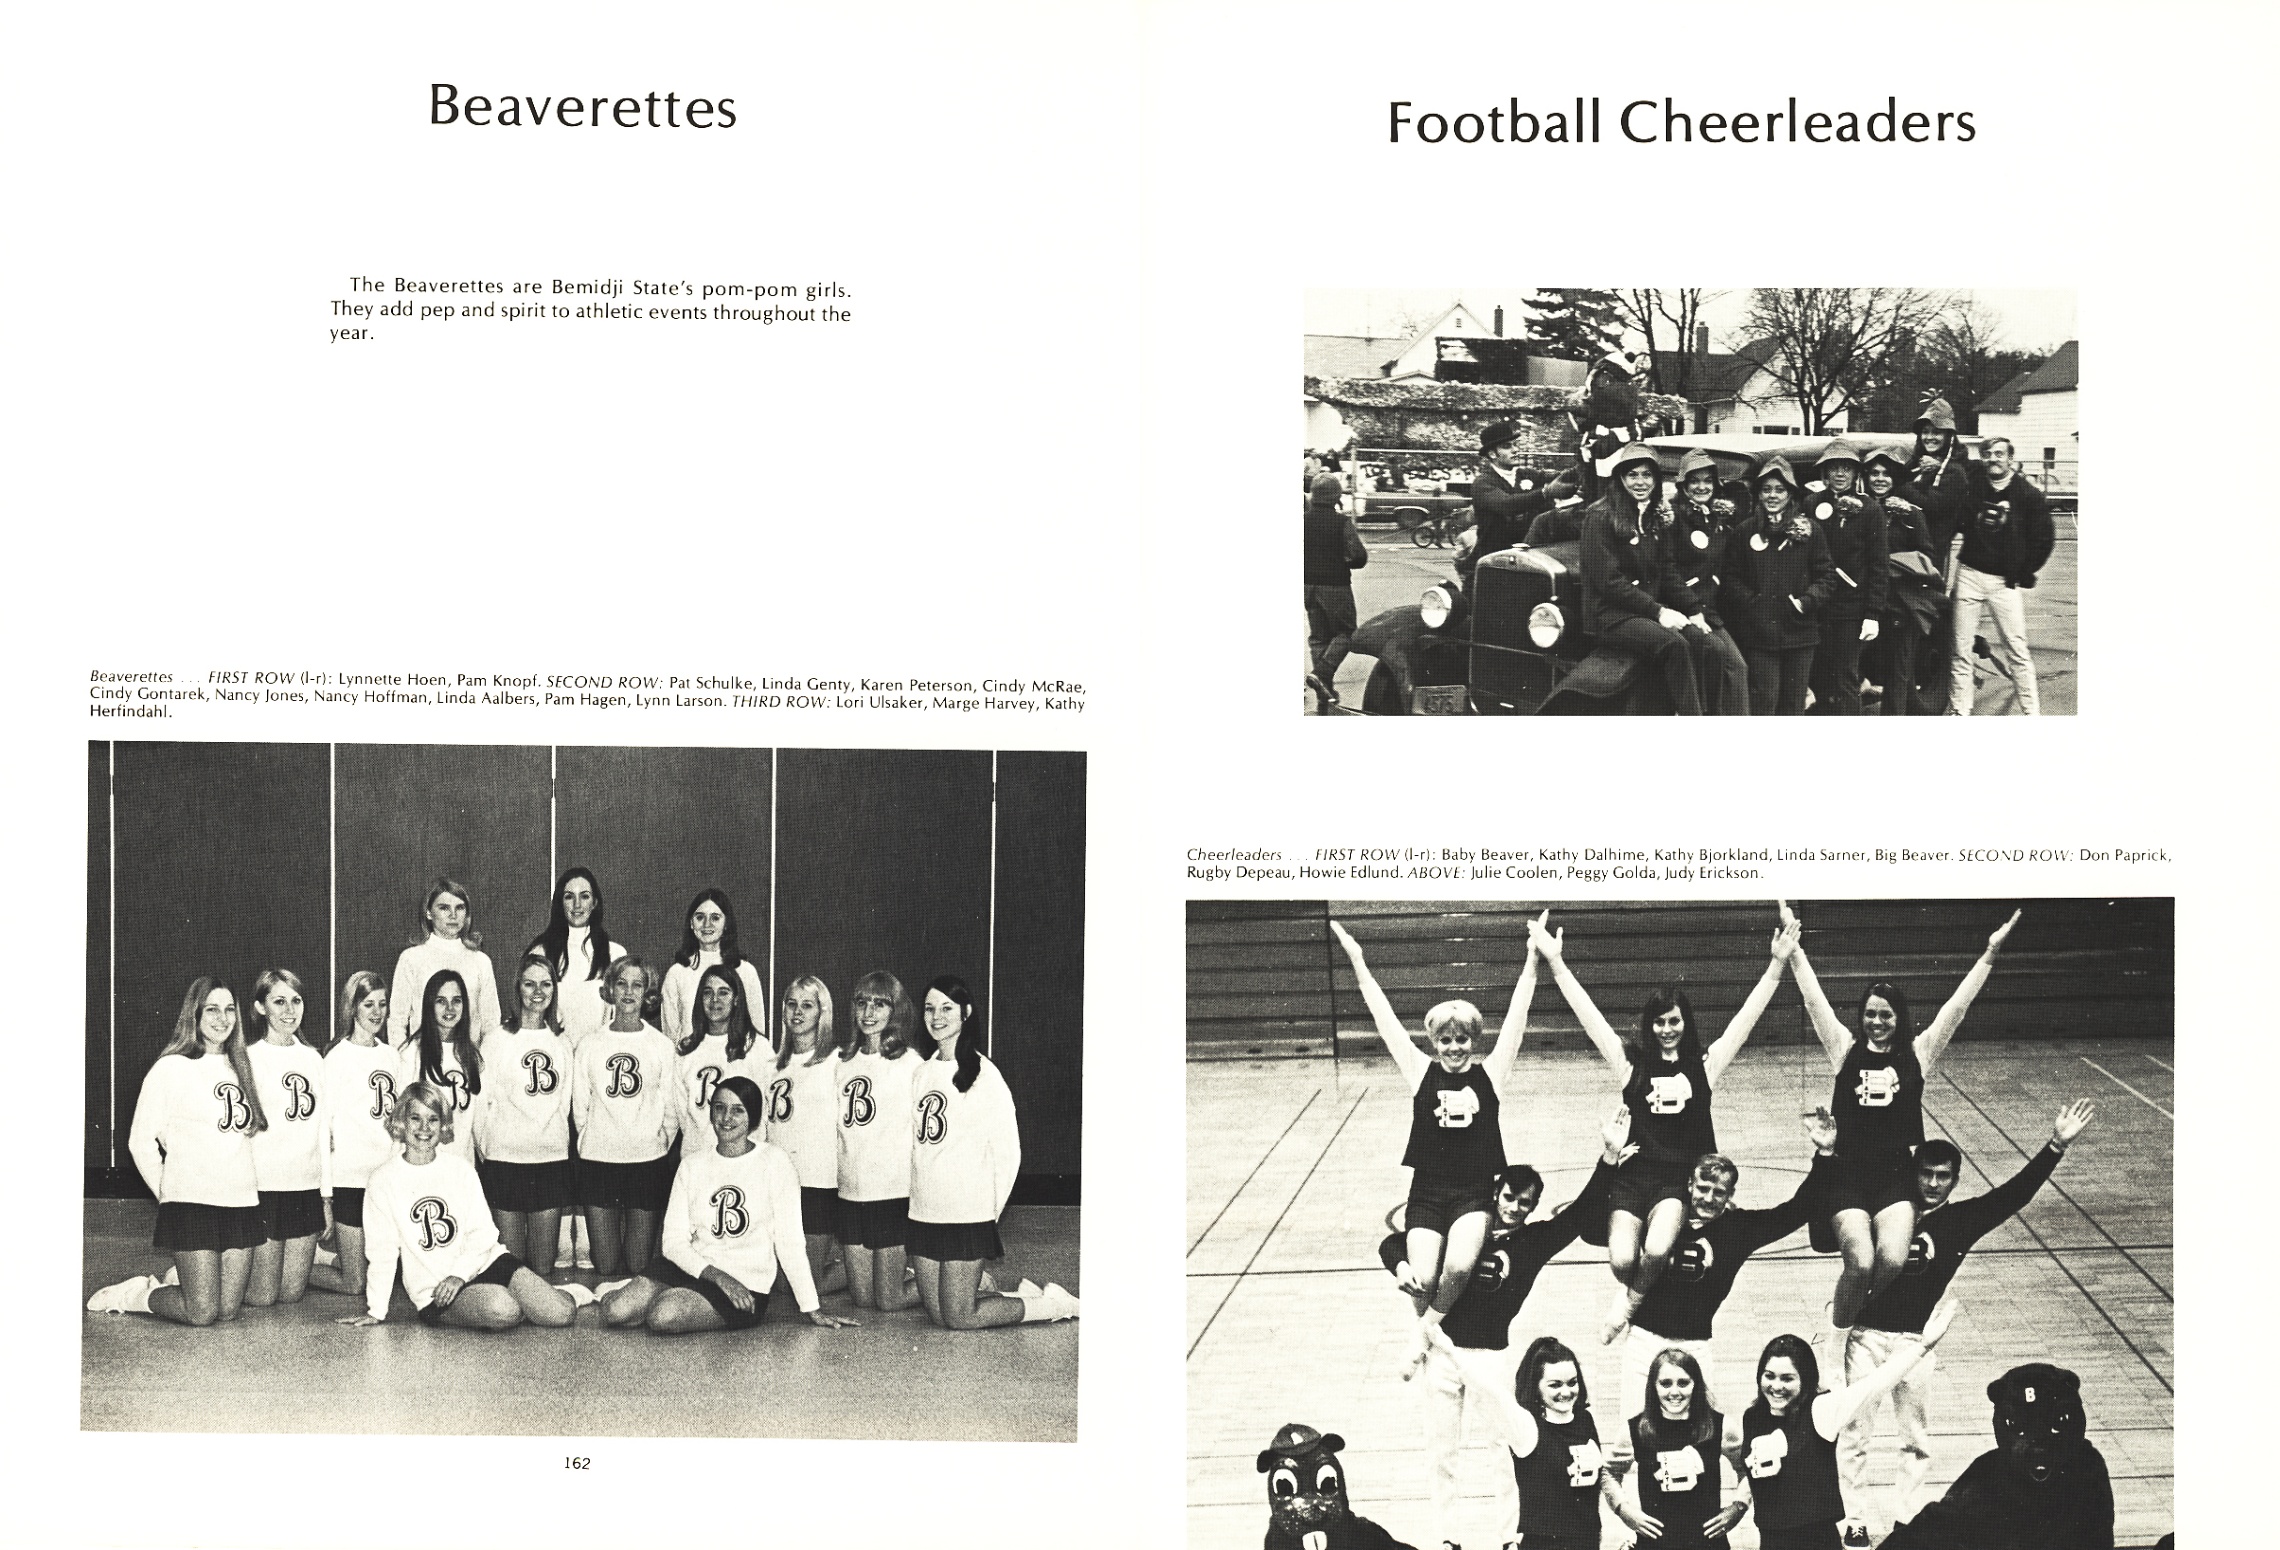 Beaverettes
The Beaverettes are Bemidji State's pom-pom girls.
They add pep and spirit to athletic events throughout the
year.
Beaverettes ... FIRST ROW (l-r): Lynnette Hoen, Pam Knopf. SECOND ROW: Pat Schulke, Linda Genty, Karen Peterson, Cindy McRae,
Cindy Gontarek, Nancy Jones, Nancy Hoffman, Linda Aalbers, Pam Hagen, Lynn Larson. THIRD ROW: Lori Ulsaker, Marge Harvey, Kathy
Herfindahl.
B B B B B B B B B B
B B
162
Football Cheerleaders
Cheerleaders ... FIRST ROW (l-r): Baby Beaver, Kathy Dalhime, Kathy Bjorkland, Linda Sarner, Big Beaver. SECOND ROW: Don Paprick,
Rugby Depeau, Howie Edlund. ABOVE: Julie Coolen, Peggy Golda, Judy Erickson.
B B B
B B B
B B B
B